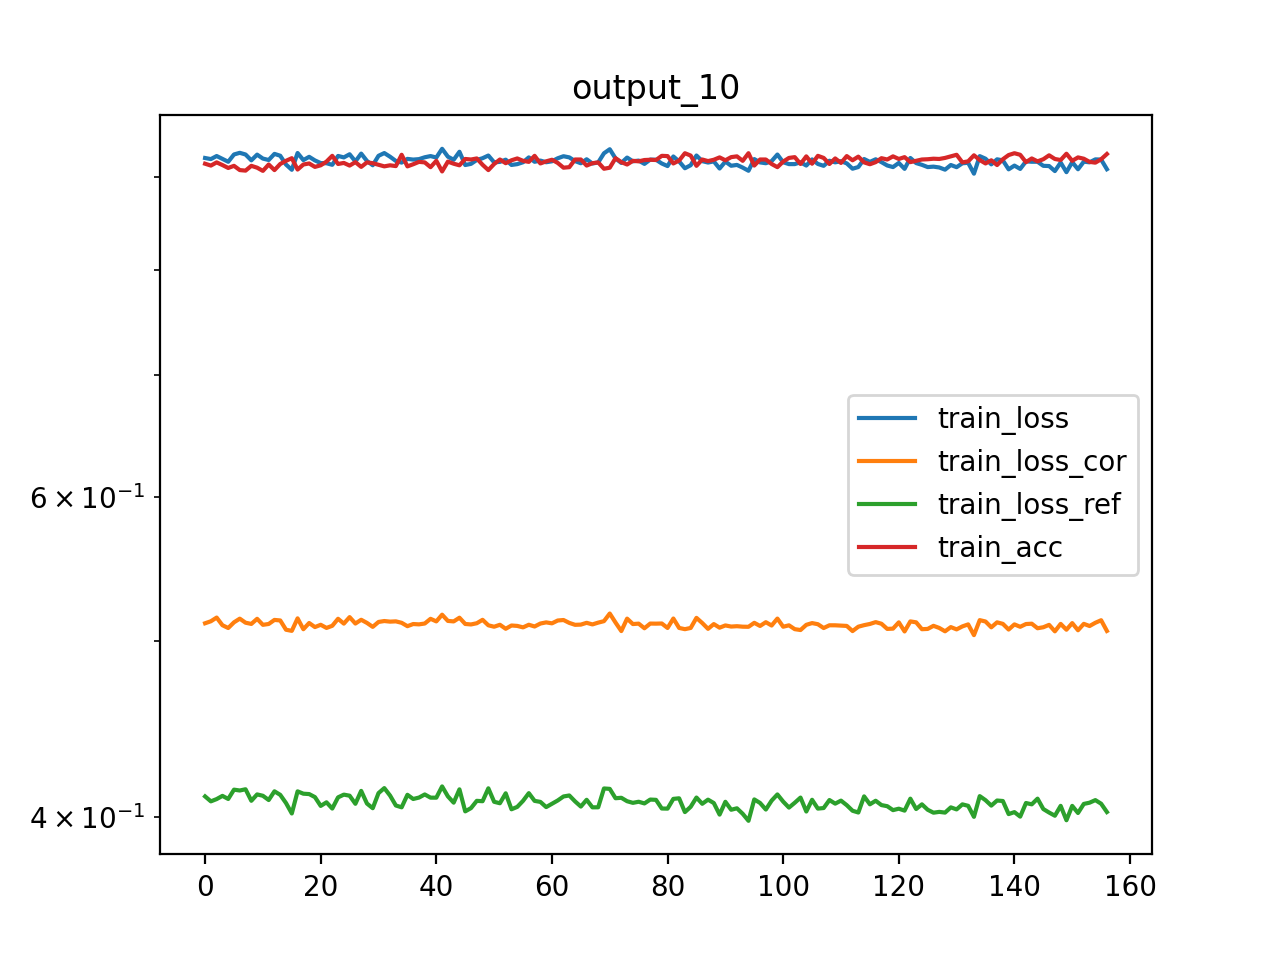 output_10
6 × 10⁻¹
4 × 10⁻¹
train_loss
train_loss_cor
train_loss_ref
train_acc
0 20 40 60 80 100 120 140 160